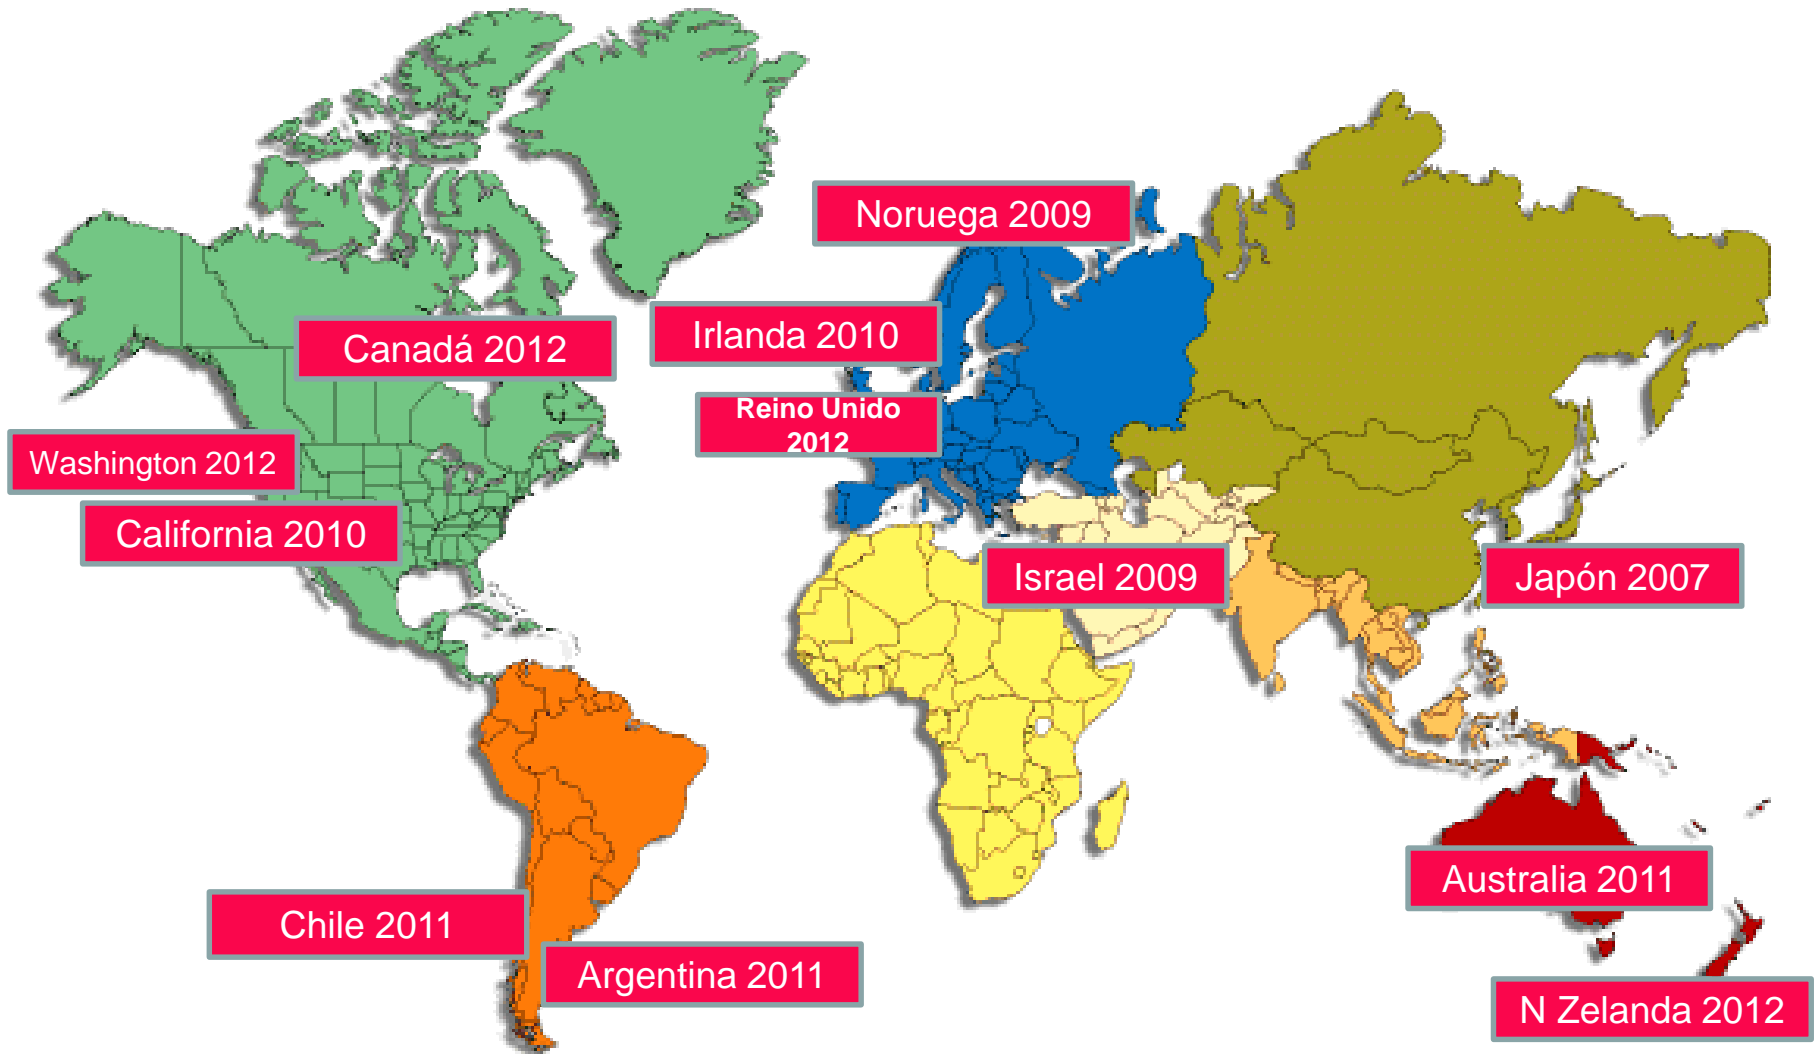 Noruega 2009
Irlanda 2010
Canadá 2012
Reino Unido
2012
Washington 2012
California 2010
Israel 2009
Japón 2007
Australia 2011
Chile 2011
Argentina 2011
N Zelanda 2012